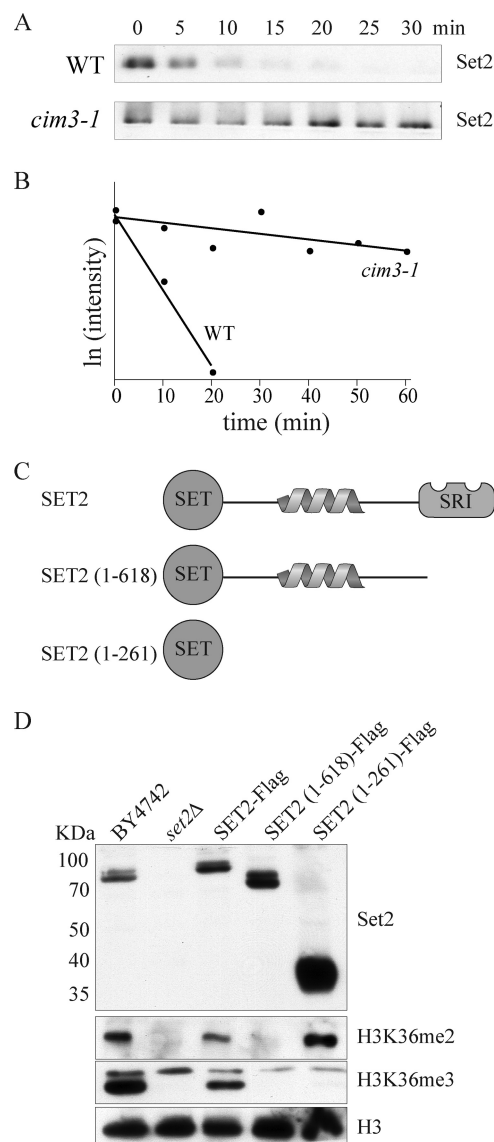 A
0 5 10 15 20 25 30 min
WT Set2
cim3-1 Set2
B
ln (intensity)
cim3-1
WT
0 10 20 30 40 50 60
time (min)
C
SET2 SET SRI
SET2 (1-618) SET
SET2 (1-261) SET
D
BY4742
set2Δ
SET2-Flag
SET2 (1-618)-Flag
SET2 (1-261)-Flag
KDa
100
70
50
40
35
Set2
H3K36me2
H3K36me3
H3